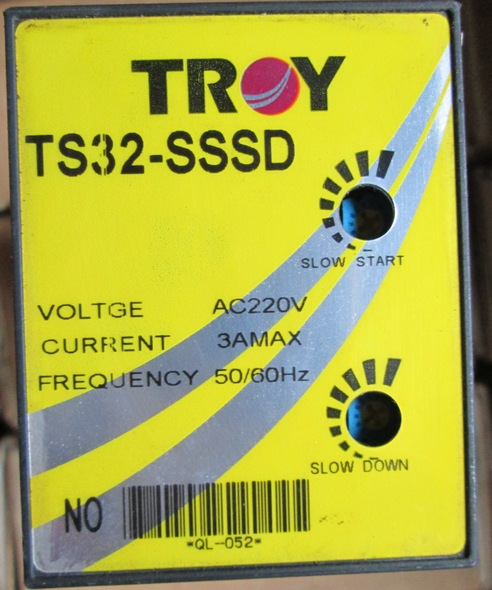 TROY
TS32-SSSD
SLOW START
VOLTGE AC220V
CURRENT 3AMAX
FREQUENCY 50/60Hz
SLOW DOWN
NO
*QL-052*